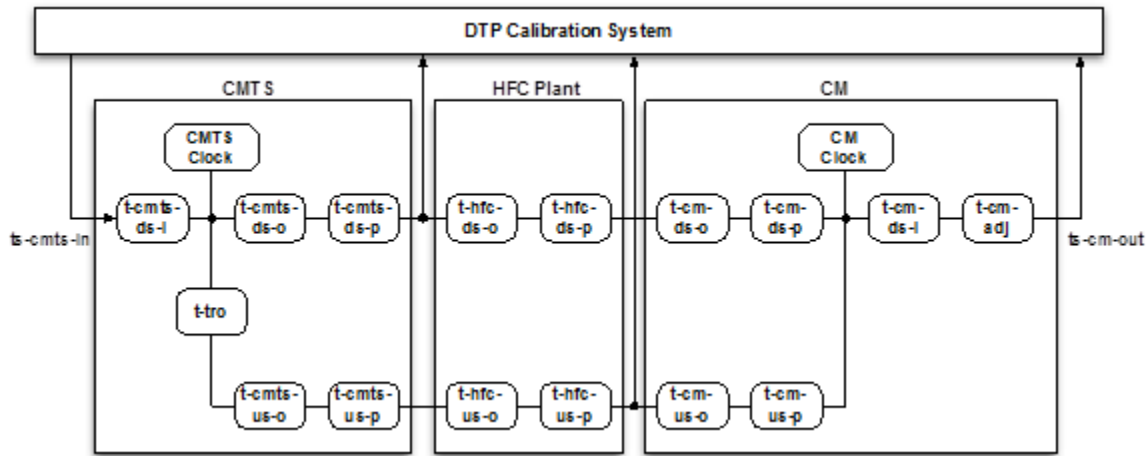 DTP Calibration System
CMTS
HFC Plant
CM
CMTS
Clock
CM
Clock
t-cmts-
ds-i
t-cmts-
ds-o
t-cmts-
ds-p
t-hfc-
ds-o
t-hfc-
ds-p
t-cm-
ds-o
t-cm-
ds-p
t-cm-
ds-i
t-cm-
adj
ts-cmts-in
ts-cm-out
t-tro
t-cmts-
us-o
t-cmts-
us-p
t-hfc-
us-o
t-hfc-
us-p
t-cm-
us-o
t-cm-
us-p